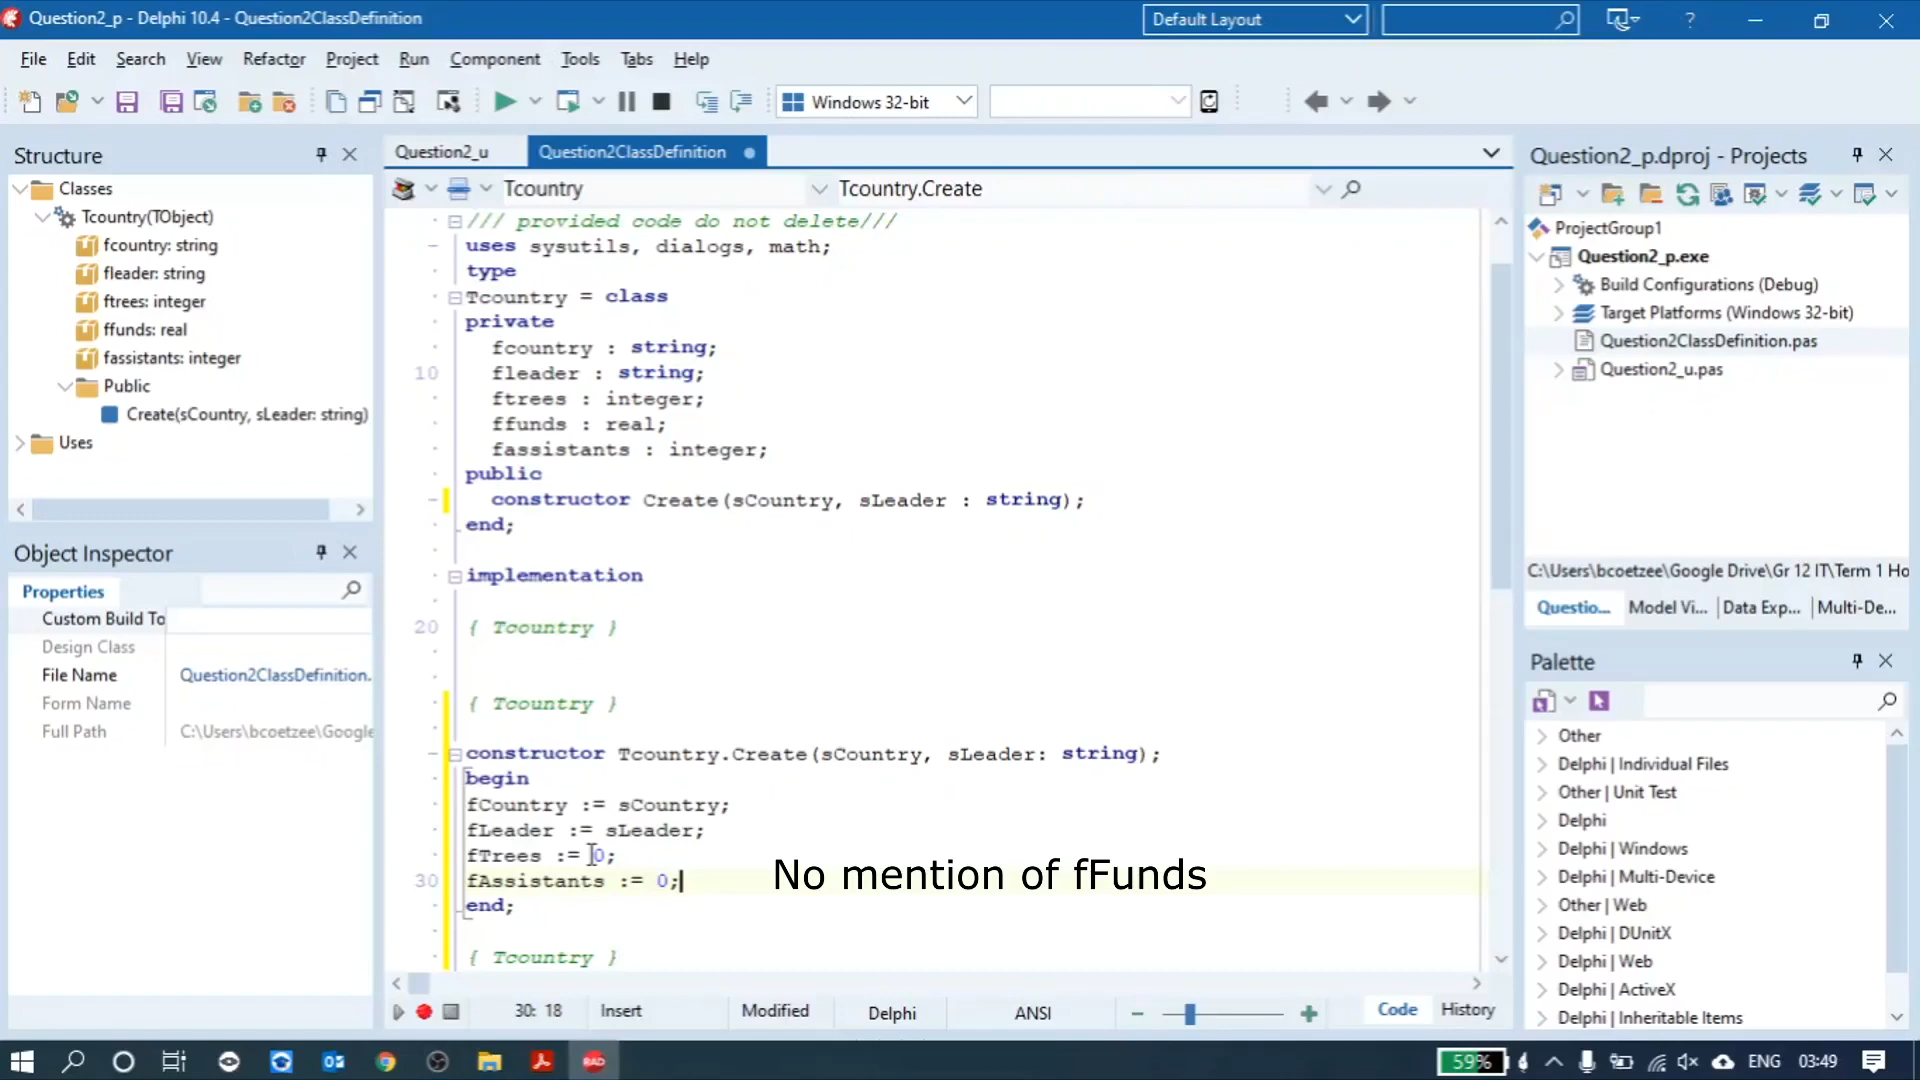 Question2_p - Delphi 10.4 - Question2ClassDefinition
Default Layout
File Edit Search View Refactor Project Run Component Tools Tabs Help
Windows 32-bit
Structure
Classes
Tcountry(TObject)
fcountry: string
fleader: string
ftrees: integer
ffunds: real
fassistants: integer
Public
Create(sCountry, sLeader: string)
Uses
Object Inspector
Properties
Custom Build To
Design Class
File Name Question2ClassDefinition.
Form Name
Full Path C:\Users\bcoetzee\Google
Question2_u Question2ClassDefinition
Tcountry Tcountry.Create
/// provided code do not delete///
uses sysutils, dialogs, math;
type
Tcountry = class
private
fcountry : string;
10 fleader : string;
ftrees : integer;
ffunds : real;
fassistants : integer;
public
constructor Create(sCountry, sLeader : string);
end;
implementation
20 { Tcountry }
{ Tcountry }
constructor Tcountry.Create(sCountry, sLeader: string);
begin
fCountry := sCountry;
fLeader := sLeader;
fTrees := 0;
30 fAssistants := 0;
No mention of fFunds
end;
{ Tcountry }
30: 18 Insert Modified Delphi ANSI Code History
Question2_p.dproj - Projects
ProjectGroup1
Question2_p.exe
Build Configurations (Debug)
Target Platforms (Windows 32-bit)
Question2ClassDefinition.pas
Question2_u.pas
C:\Users\bcoetzee\Google Drive\Gr 12 IT\Term 1 Ho
Questio... Model Vi... Data Exp... Multi-De...
Palette
Other
Delphi | Individual Files
Other | Unit Test
Delphi
Delphi | Windows
Delphi | Multi-Device
Other | Web
Delphi | DUnitX
Delphi | Web
Delphi | ActiveX
Delphi | Inheritable Items
RAD
59% ENG 03:49